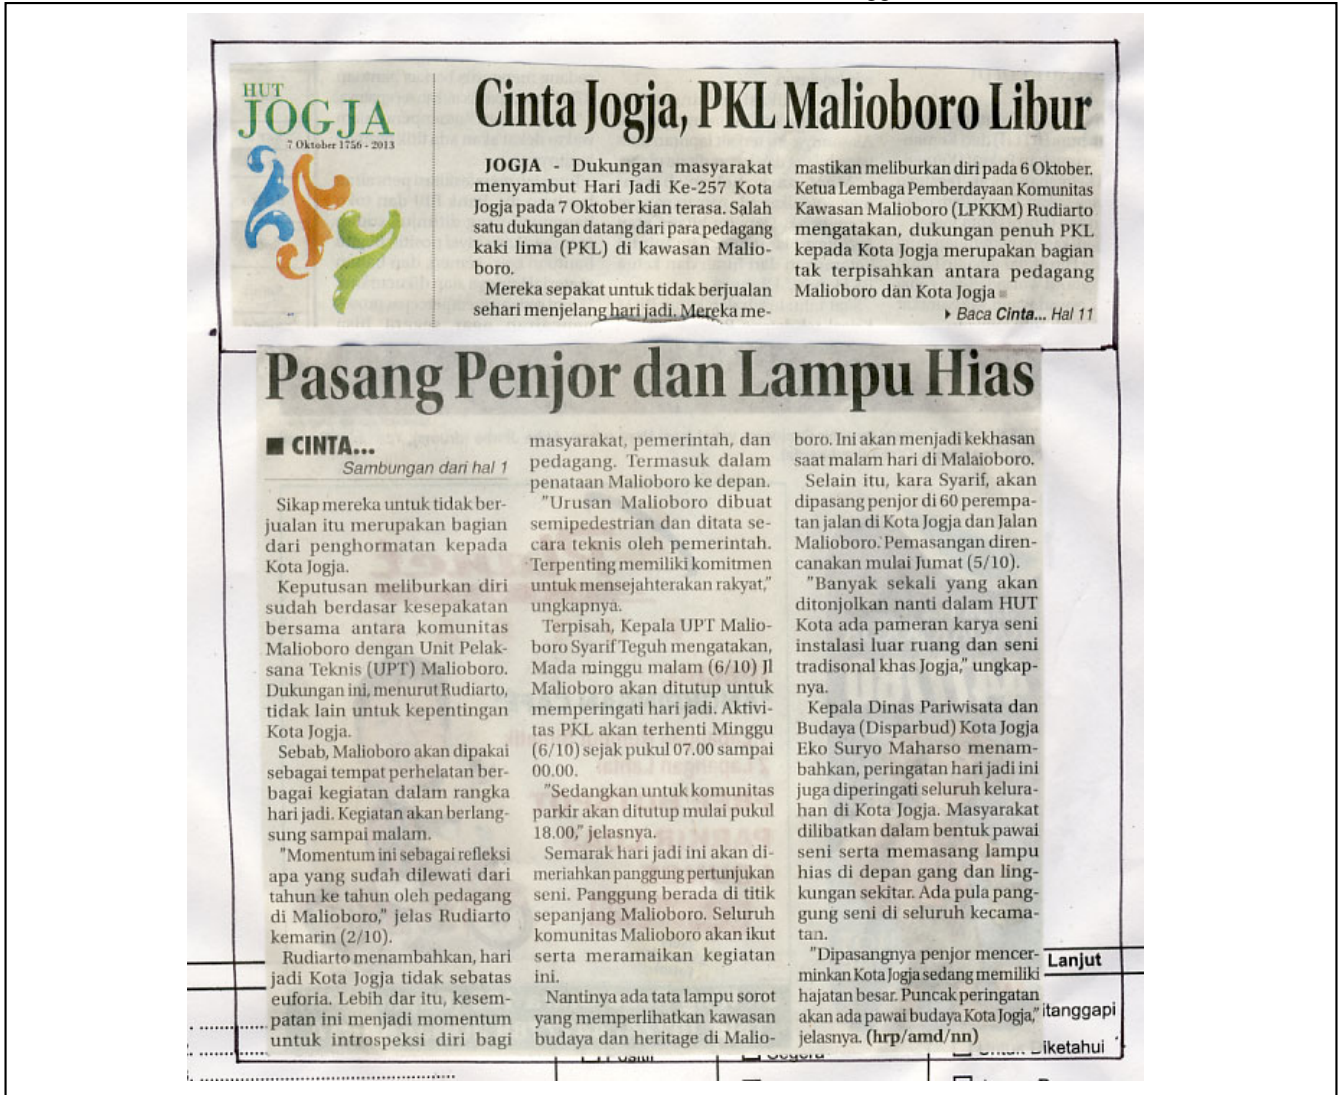 HUT
JOGJA
7 Oktober 1756 - 2013
Cinta Jogja, PKL Malioboro Libur
JOGJA - Dukungan masyarakat
menyambut Hari Jadi Ke-257 Kota
Jogja pada 7 Oktober kian terasa. Salah
satu dukungan datang dari para pedagang
kaki lima (PKL) di kawasan Malio-
boro.
Mereka sepakat untuk tidak berjualan
sehari menjelang hari jadi. Mereka me-
mastikan meliburkan diri pada 6 Oktober.
Ketua Lembaga Pemberdayaan Komunitas
Kawasan Malioboro (LPKKM) Rudiarto
mengatakan, dukungan penuh PKL
kepada Kota Jogja merupakan bagian
tak terpisahkan antara pedagang
Malioboro dan Kota Jogja
Baca Cinta... Hal 11
Pasang Penjor dan Lampu Hias
CINTA...
Sambungan dari hal 1
Sikap mereka untuk tidak ber-
jualan itu merupakan bagian
dari penghormatan kepada
Kota Jogja.
Keputusan meliburkan diri
sudah berdasar kesepakatan
bersama antara komunitas
Malioboro dengan Unit Pelak-
sana Teknis (UPT) Malioboro.
Dukungan ini, menurut Rudiarto,
tidak lain untuk kepentingan
Kota Jogja.
Sebab, Malioboro akan dipakai
sebagai tempat perhelatan ber-
bagai kegiatan dalam rangka
hari jadi. Kegiatan akan berlang-
sung sampai malam.
"Momentum ini sebagai refleksi
apa yang sudah dilewati dari
tahun ke tahun oleh pedagang
di Malioboro," jelas Rudiarto
kemarin (2/10).
Rudiarto menambahkan, hari
jadi Kota Jogja tidak sebatas
euforia. Lebih dar itu, kesem-
patan ini menjadi momentum
untuk introspeksi diri bagi
masyarakat, pemerintah, dan
pedagang. Termasuk dalam
penataan Malioboro ke depan.
"Urusan Malioboro dibuat
semipedestrian dan ditata se-
cara teknis oleh pemerintah.
Terpenting memiliki komitmen
untuk mensejahterakan rakyat,"
ungkapnya.
Terpisah, Kepala UPT Malio-
boro Syarif Teguh mengatakan,
Mada minggu malam (6/10) Jl
Malioboro akan ditutup untuk
memperingati hari jadi. Aktivi-
tas PKL akan terhenti Minggu
(6/10) sejak pukul 07.00 sampai
00.00.
"Sedangkan untuk komunitas
parkir akan ditutup mulai pukul
18.00," jelasnya.
Semarak hari jadi ini akan di-
meriahkan panggung pertunjukan
seni. Panggung berada di titik
sepanjang Malioboro. Seluruh
komunitas Malioboro akan ikut
serta meramaikan kegiatan
ini.
Nantinya ada tata lampu sorot
yang memperlihatkan kawasan
budaya dan heritage di Malio-
boro. Ini akan menjadi kekhasan
saat malam hari di Malaioboro.
Selain itu, kara Syarif, akan
dipasang penjor di 60 perempa-
tan jalan di Kota Jogja dan Jalan
Malioboro. Pemasangan diren-
canakan mulai Jumat (5/10).
"Banyak sekali yang akan
ditonjolkan nanti dalam HUT
Kota ada pameran karya seni
instalasi luar ruang dan seni
tradisonal khas Jogja," ungkap-
nya.
Kepala Dinas Pariwisata dan
Budaya (Disparbud) Kota Jogja
Eko Suryo Maharso menam-
bahkan, peringatan hari jadi ini
juga diperingati seluruh kelura-
han di Kota Jogja. Masyarakat
dilibatkan dalam bentuk pawai
seni serta memasang lampu
hias di depan gang dan ling-
kungan sekitar. Ada pula pang-
gung seni di seluruh kecama-
tan.
"Dipasangnya penjor mencer-
minkan Kota Jogja sedang memiliki
hajatan besar. Puncak peringatan
akan ada pawai budaya Kota Jogja,"
jelasnya. (hrp/amd/nn)
Lanjut
itanggapi
iketahui